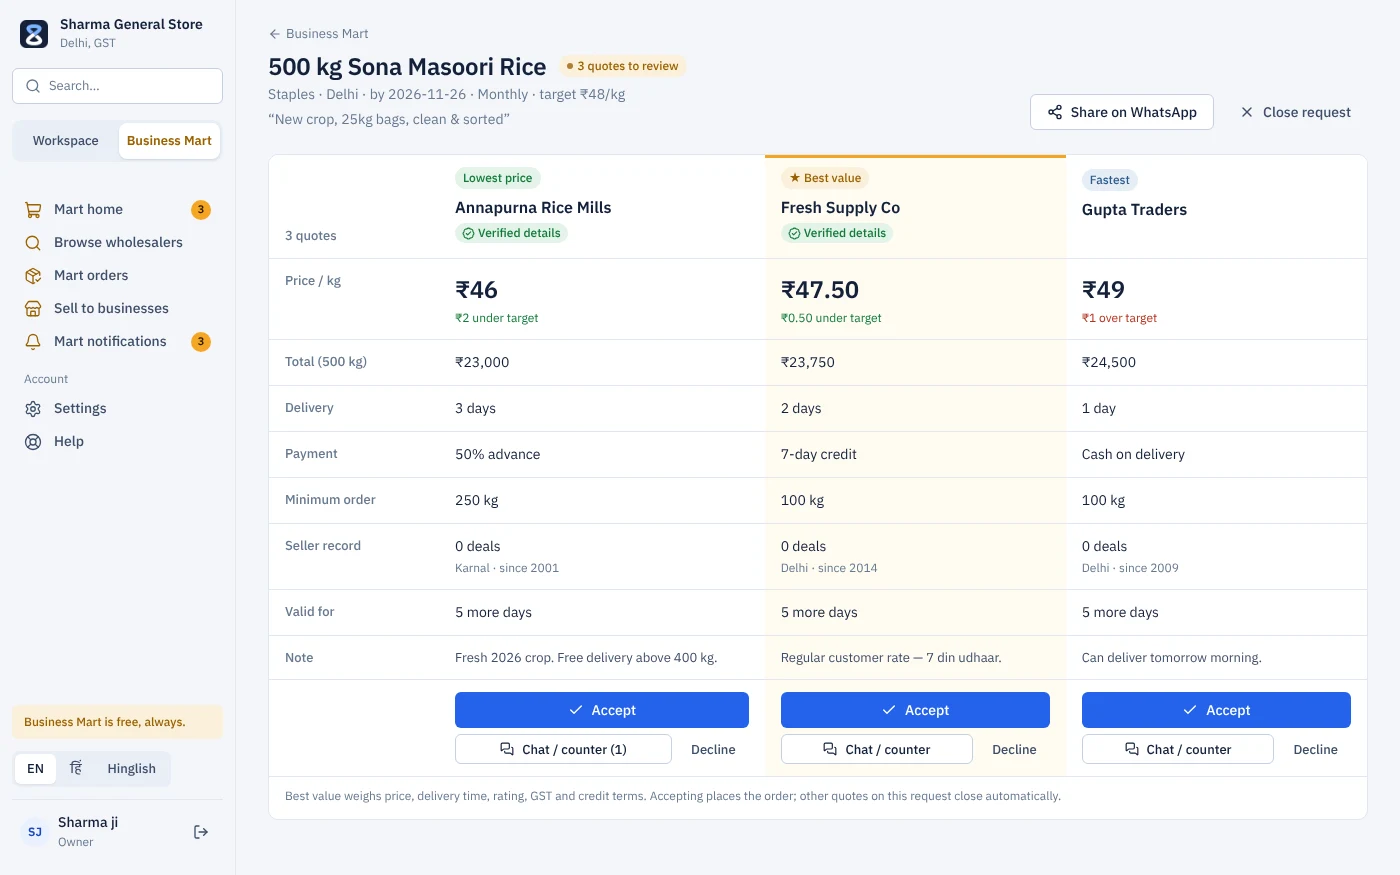 Sharma General Store
Delhi, GST
Search...
Workspace
Business Mart
Mart home 3
Browse wholesalers
Mart orders
Sell to businesses
Mart notifications 3
Account
Settings
Help
Business Mart is free, always.
EN हिं Hinglish
SJ
Sharma ji
Owner
← Business Mart
500 kg Sona Masoori Rice
3 quotes to review
Staples · Delhi · by 2026-11-26 · Monthly · target ₹48/kg
“New crop, 25kg bags, clean & sorted”
Share on WhatsApp
Close request
3 quotes
Lowest price
Annapurna Rice Mills
Verified details
★ Best value
Fresh Supply Co
Verified details
Fastest
Gupta Traders
Price / kg
₹46
₹2 under target
₹47.50
₹0.50 under target
₹49
₹1 over target
Total (500 kg) ₹23,000 ₹23,750 ₹24,500
Delivery 3 days 2 days 1 day
Payment 50% advance 7-day credit Cash on delivery
Minimum order 250 kg 100 kg 100 kg
Seller record 0 deals 0 deals 0 deals
Karnal · since 2001 Delhi · since 2014 Delhi · since 2009
Valid for 5 more days 5 more days 5 more days
Note Fresh 2026 crop. Free delivery above 400 kg. Regular customer rate — 7 din udhaar. Can deliver tomorrow morning.
Accept Accept Accept
Chat / counter (1) Decline Chat / counter Decline Chat / counter Decline
Best value weighs price, delivery time, rating, GST and credit terms. Accepting places the order; other quotes on this request close automatically.